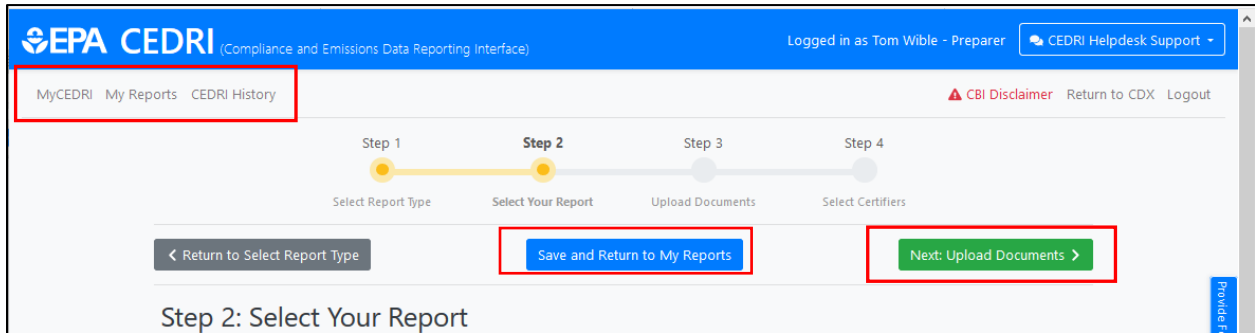 EPA CEDRI (Compliance and Emissions Data Reporting Interface)
Logged in as Tom Wible - Preparer
CEDRI Helpdesk Support
MyCEDRI My Reports CEDRI History
CBI Disclaimer Return to CDX Logout
Step 1 Step 2 Step 3 Step 4
Select Report Type Select Your Report Upload Documents Select Certifiers
Return to Select Report Type
Save and Return to My Reports
Next: Upload Documents
Step 2: Select Your Report
Provide